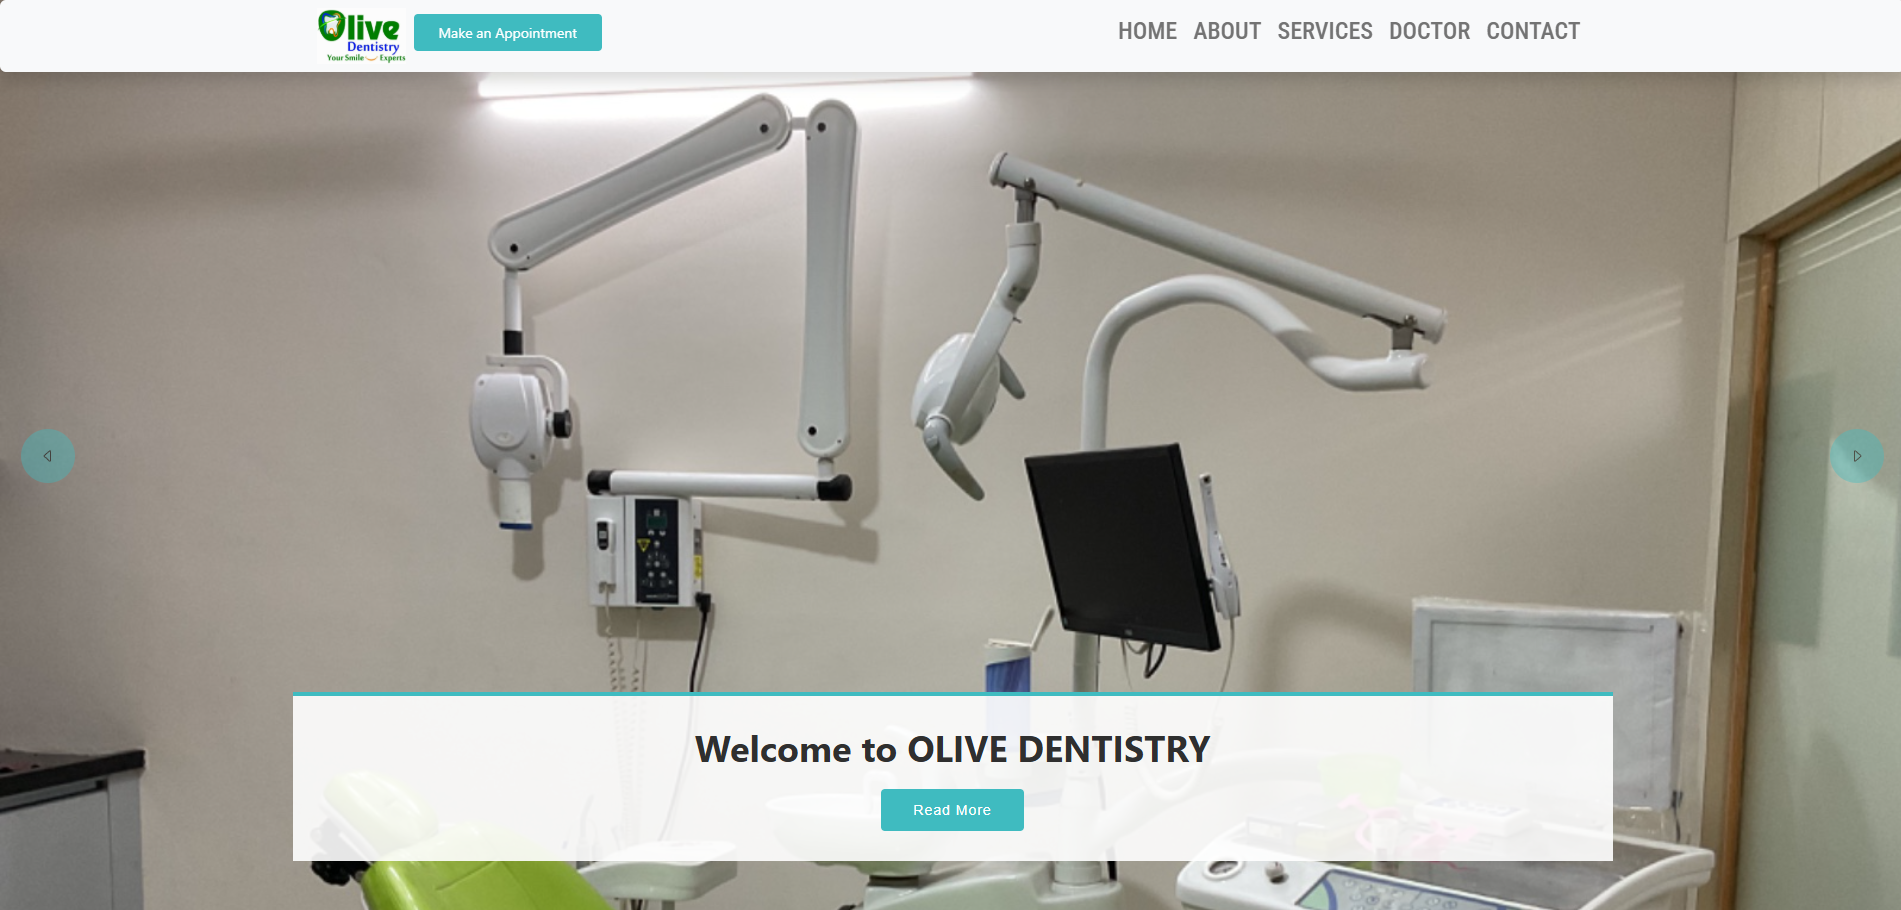 Olive
Dentistry
Your Smile Experts
Make an Appointment
HOME ABOUT SERVICES DOCTOR CONTACT
Welcome to OLIVE DENTISTRY
Read More